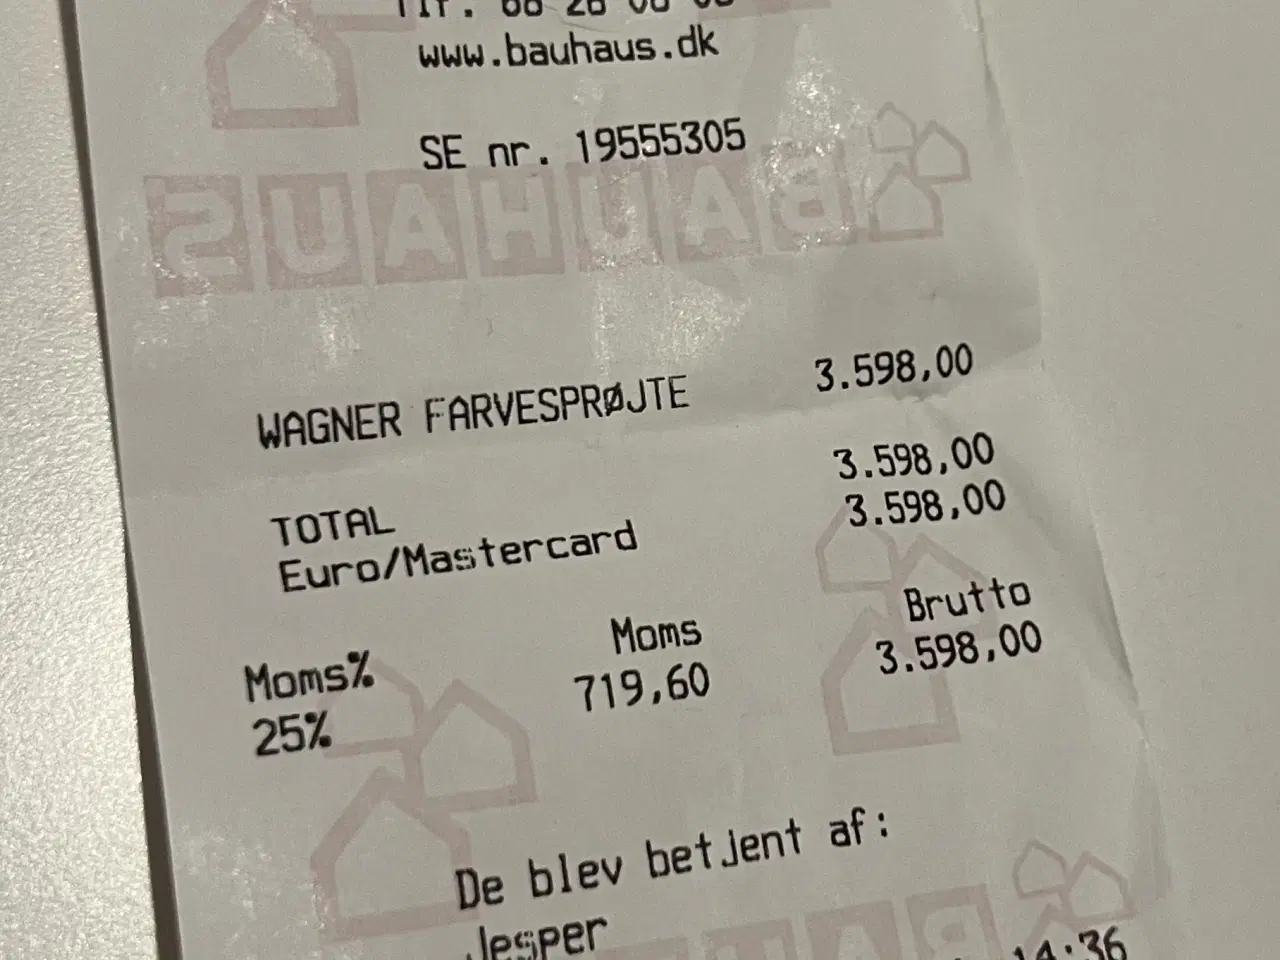 www.bauhaus.dk
SE nr. 19555305
BAUHAUS
WAGNER FARVESPRØJTE 3.598,00
TOTAL 3.598,00
Euro/Mastercard 3.598,00
Moms% Moms Brutto
25% 719,60 3.598,00
De blev betjent af:
Jesper
14:36